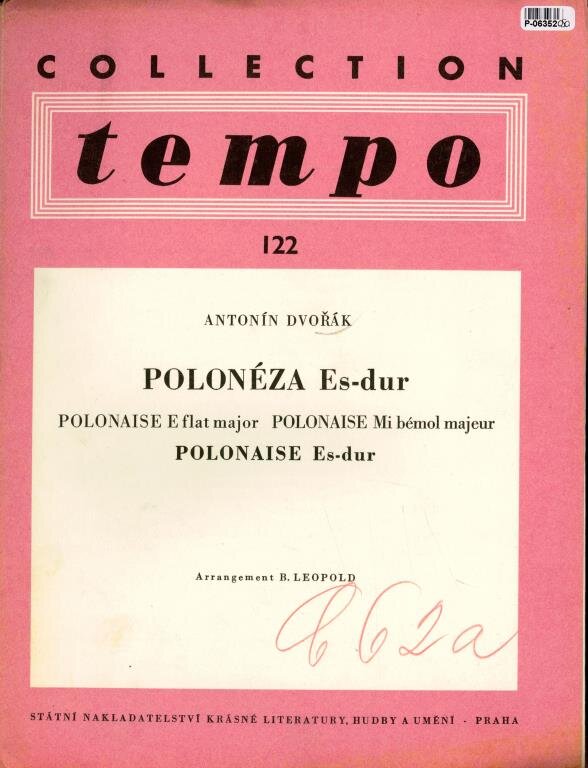 P-06352
COLLECTION
tempo
122
ANTONÍN DVOŘÁK
POLONÉZA Es-dur
POLONAISE E flat major POLONAISE Mi bémol majeur
POLONAISE Es-dur
Arrangement B. LEOPOLD
62a
STÁTNÍ NAKLADATELSTVÍ KRÁSNÉ LITERATURY, HUDBY A UMĚNÍ - PRAHA